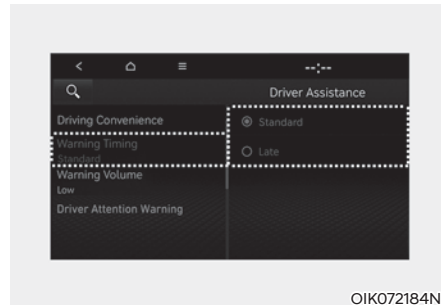 --:--
Driver Assistance
Driving Convenience
Warning Timing
Standard
Warning Volume
Low
Driver Attention Warning
Standard
Late
OIK072184N